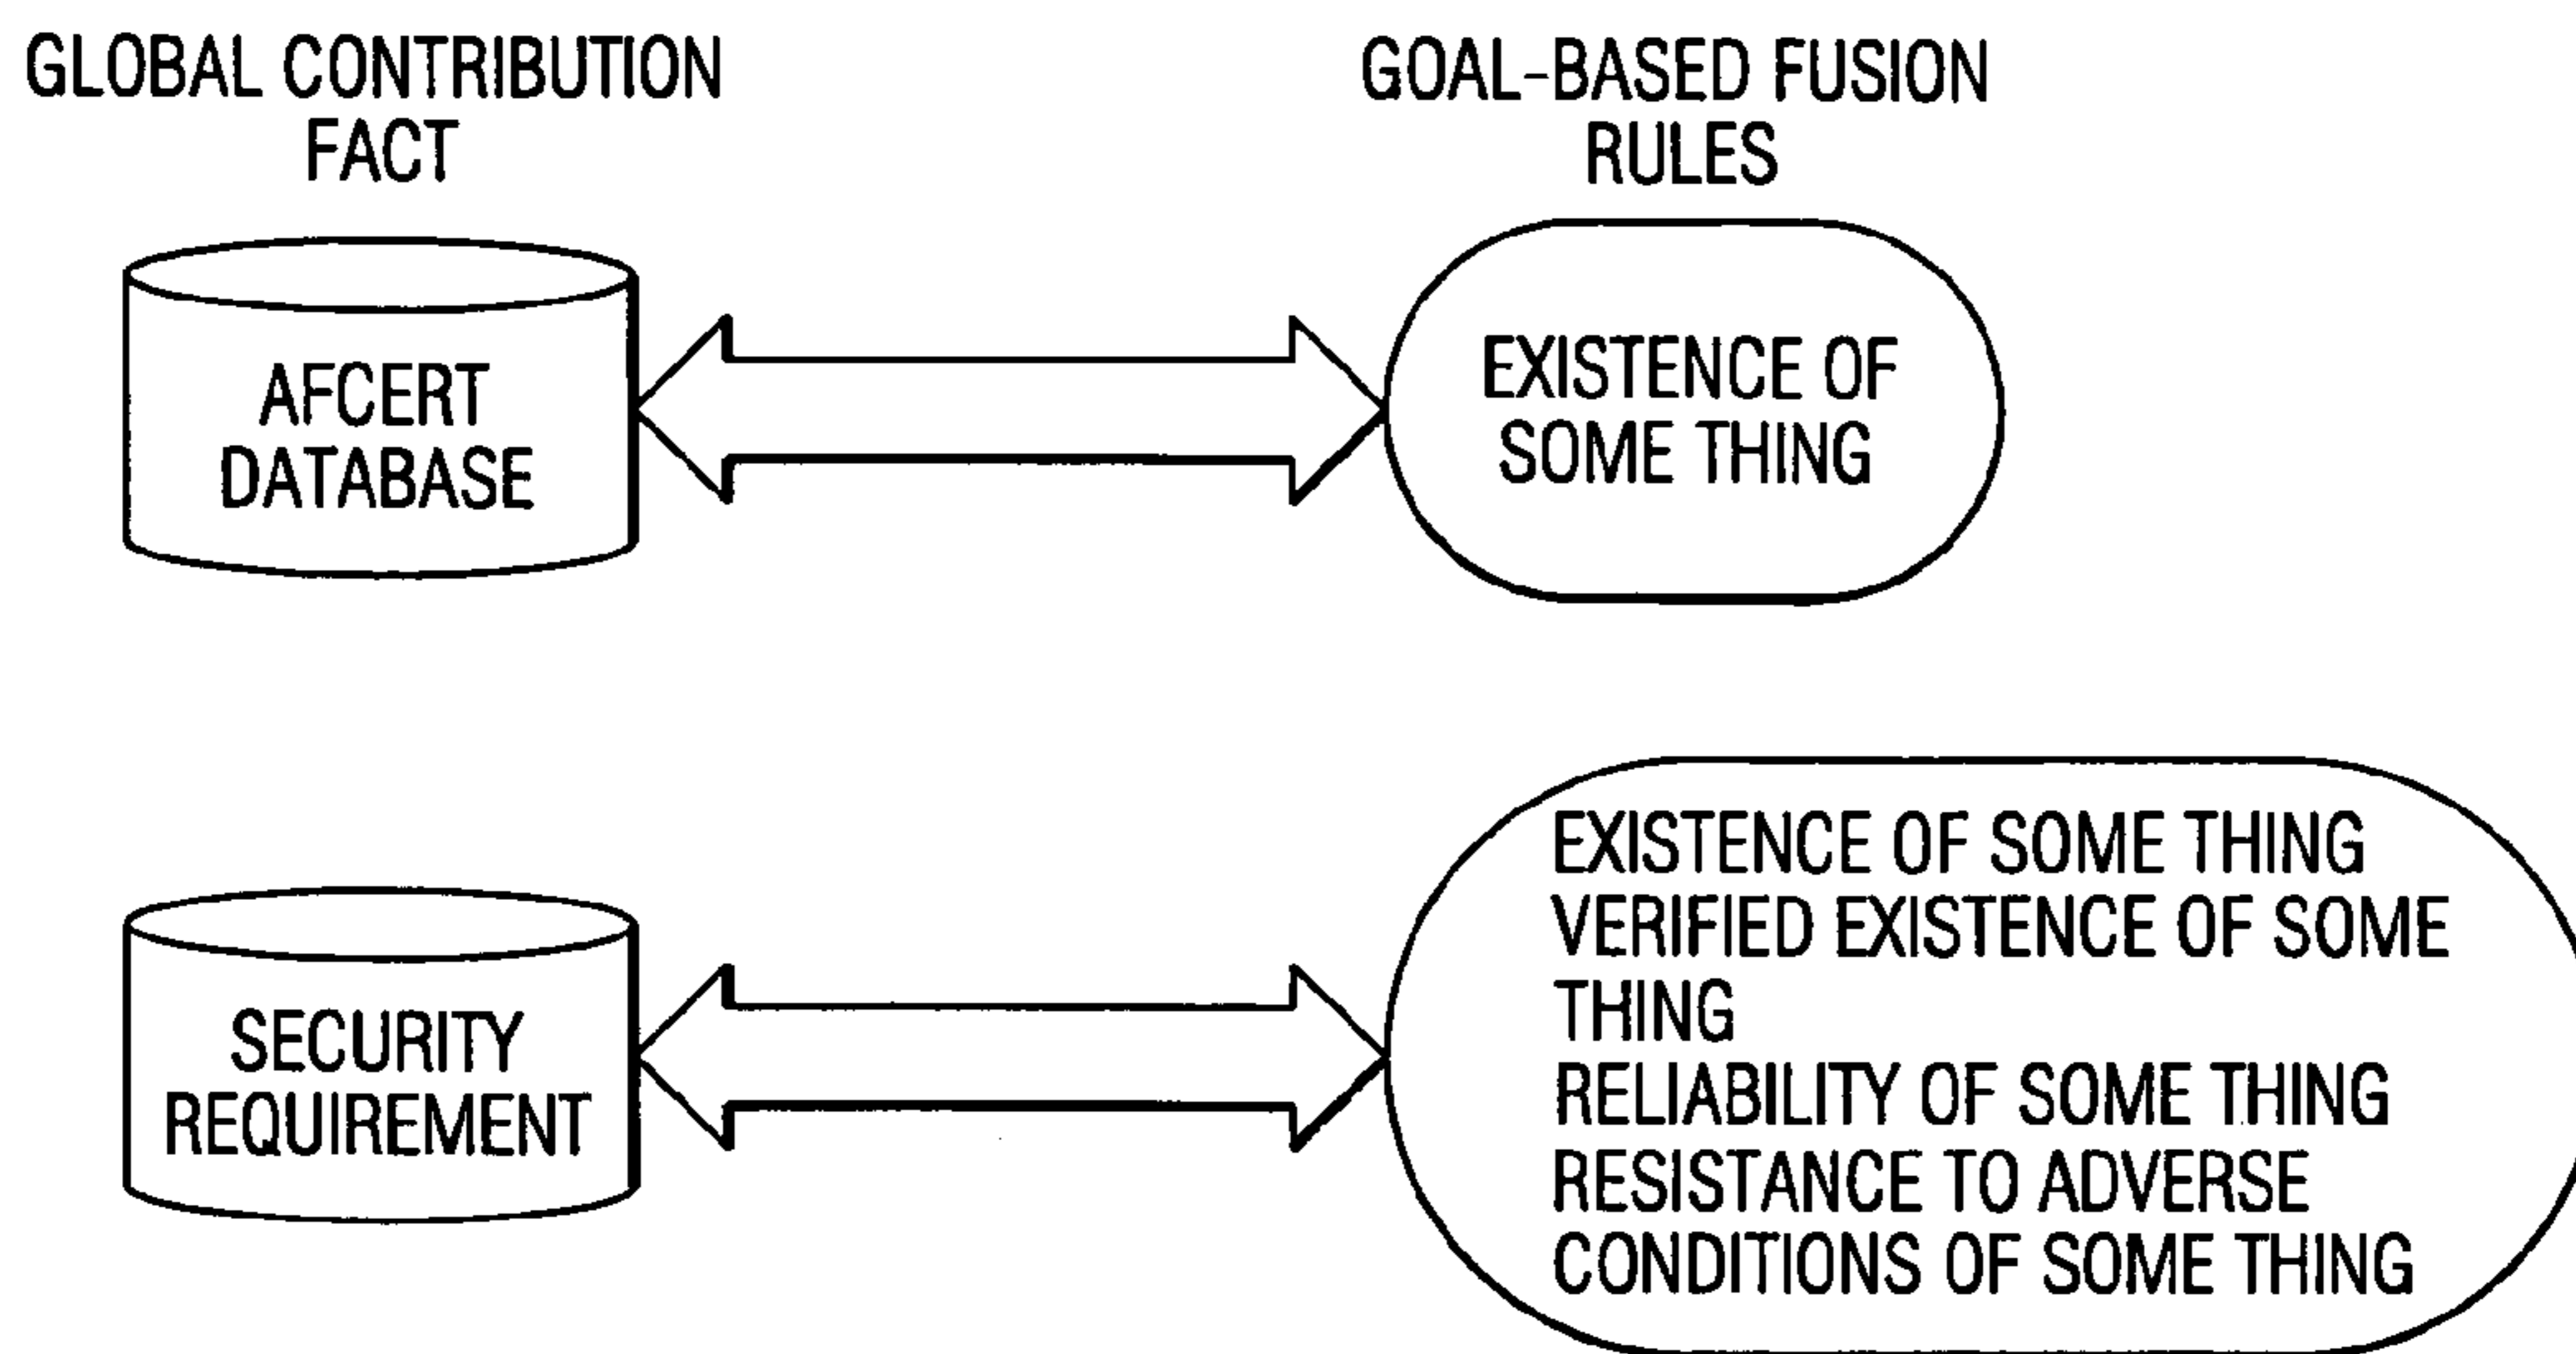 GLOBAL CONTRIBUTION
FACT
GOAL-BASED FUSION
RULES
AFCERT
DATABASE
EXISTENCE OF
SOME THING
SECURITY
REQUIREMENT
EXISTENCE OF SOME THING
VERIFIED EXISTENCE OF SOME
THING
RELIABILITY OF SOME THING
RESISTANCE TO ADVERSE
CONDITIONS OF SOME THING